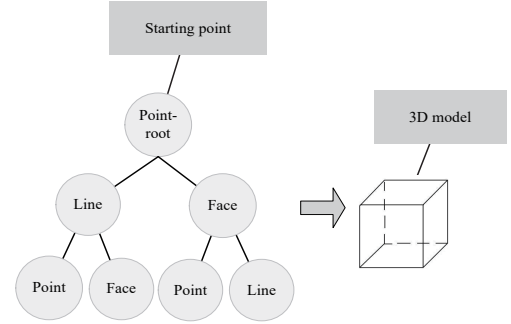 Starting point
Point-
root
3D model
Line
Face
Point
Face
Point
Line